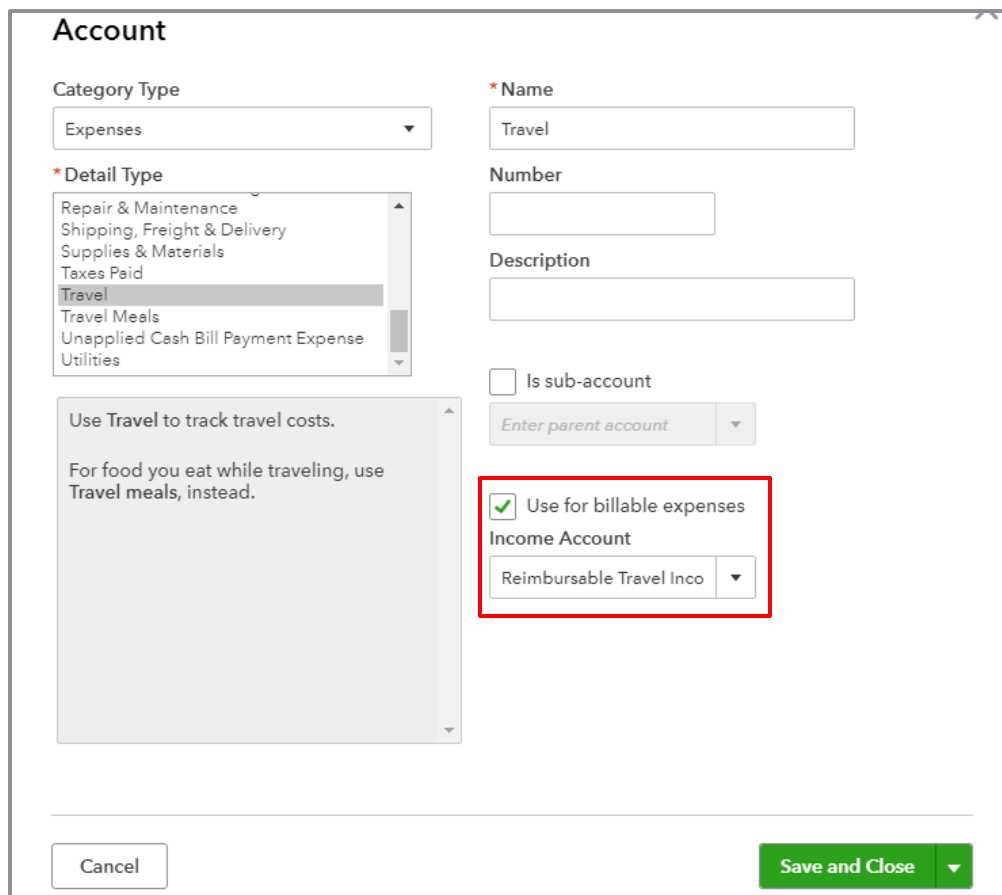 Account
Category Type
Expenses
* Detail Type
Repair & Maintenance
Shipping, Freight & Delivery
Supplies & Materials
Taxes Paid
Travel
Travel Meals
Unapplied Cash Bill Payment Expense
Utilities
Use Travel to track travel costs.
For food you eat while traveling, use
Travel meals, instead.
* Name
Travel
Number
Description
Is sub-account
Enter parent account
Use for billable expenses
Income Account
Reimbursable Travel Inco
Cancel
Save and Close